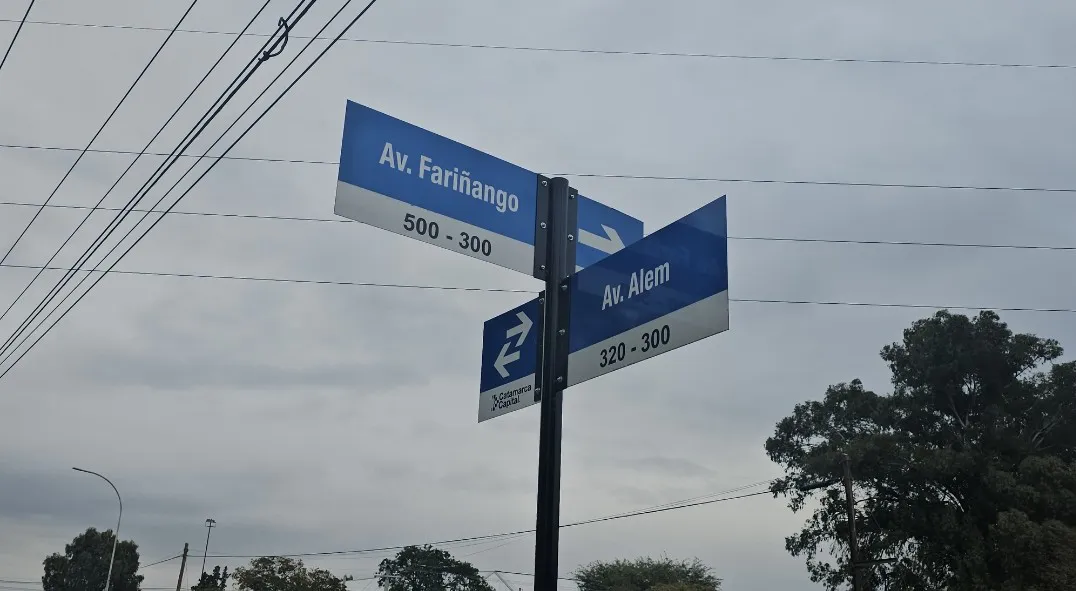 Av. Fariñango
500 - 300
Av. Alem
320 - 300
Catamarca
Capital